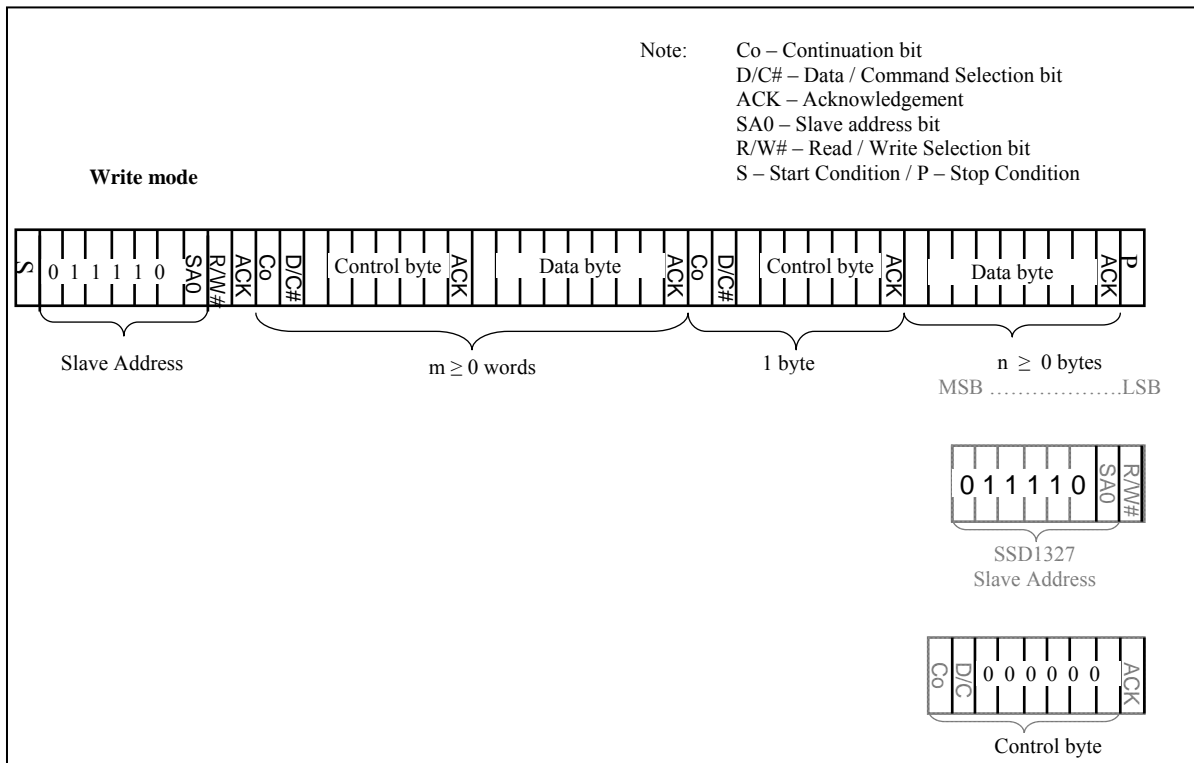 Note: Co – Continuation bit
D/C# – Data / Command Selection bit
ACK – Acknowledgement
SA0 – Slave address bit
R/W# – Read / Write Selection bit
S – Start Condition / P – Stop Condition
Write mode
S 0 1 1 1 1 0 SA0 R/W# ACK Co D/C# Control byte ACK Data byte ACK Co D/C# Control byte ACK Data byte ACK P
Slave Address m ≥ 0 words 1 byte n ≥ 0 bytes
MSB ………………..LSB
0 1 1 1 1 0 SA0 R/W#
SSD1327
Slave Address
Co D/C 0 0 0 0 0 0 ACK
Control byte